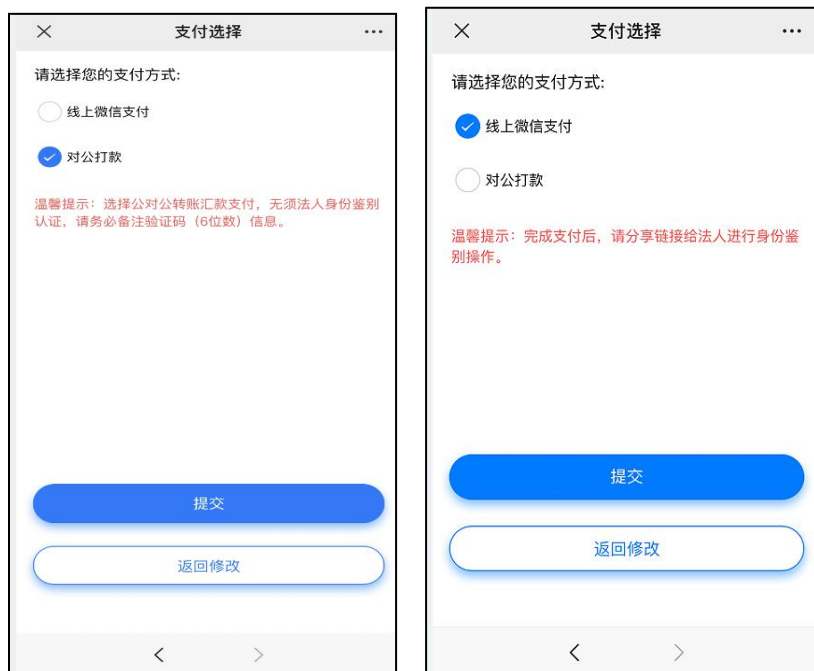 支付选择
请选择您的支付方式:
线上微信支付
对公打款
温馨提示：选择公对公转账汇款支付，无须法人身份鉴别
认证，请务必备注验证码（6位数）信息。
提交
返回修改
支付选择
请选择您的支付方式:
线上微信支付
对公打款
温馨提示：完成支付后，请分享链接给法人进行身份鉴
别操作。
提交
返回修改